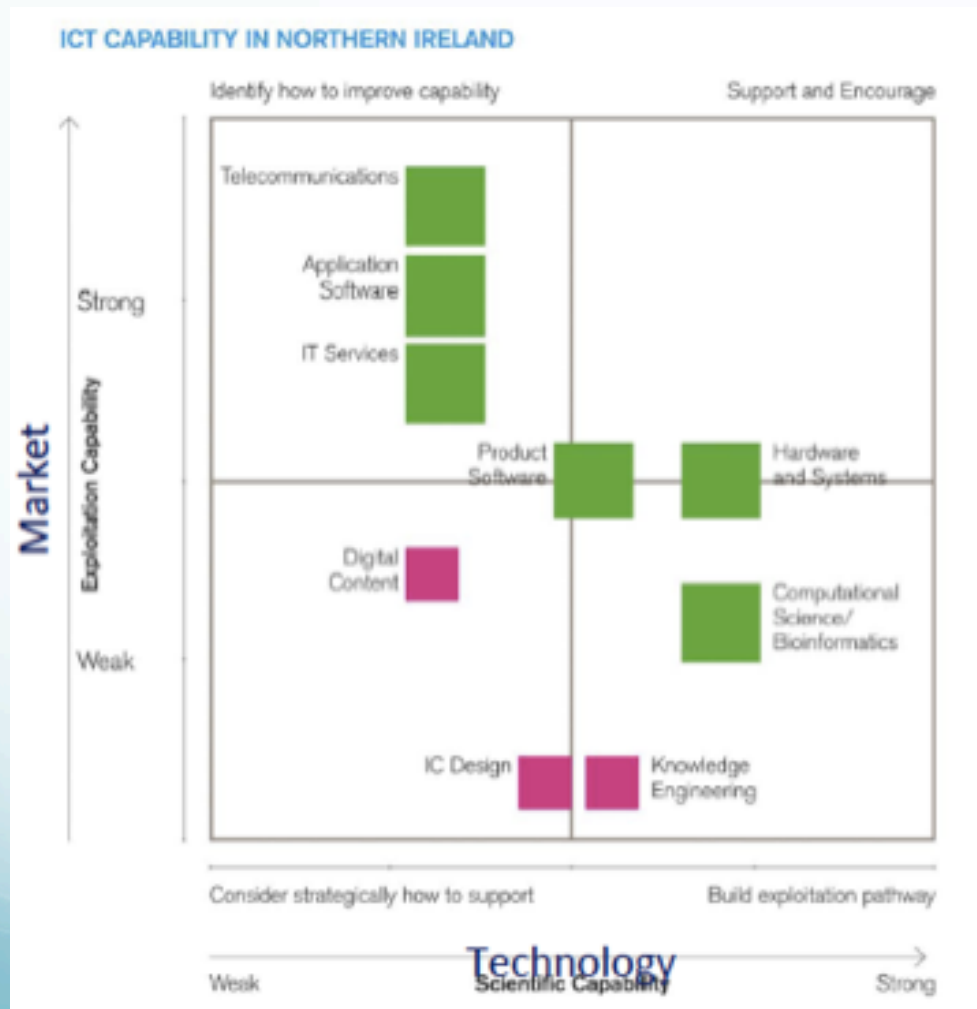 ICT CAPABILITY IN NORTHERN IRELAND
Identify how to improve capability
Support and Encourage
Telecommunications
Application
Software
IT Services
Strong
Product
Software
Hardware
and Systems
Market
Exploitation Capability
Digital
Content
Computational
Science/
Bioinformatics
Weak
IC Design
Knowledge
Engineering
Consider strategically how to support
Build exploitation pathway
Technology
Weak
Scientific Capability
Strong